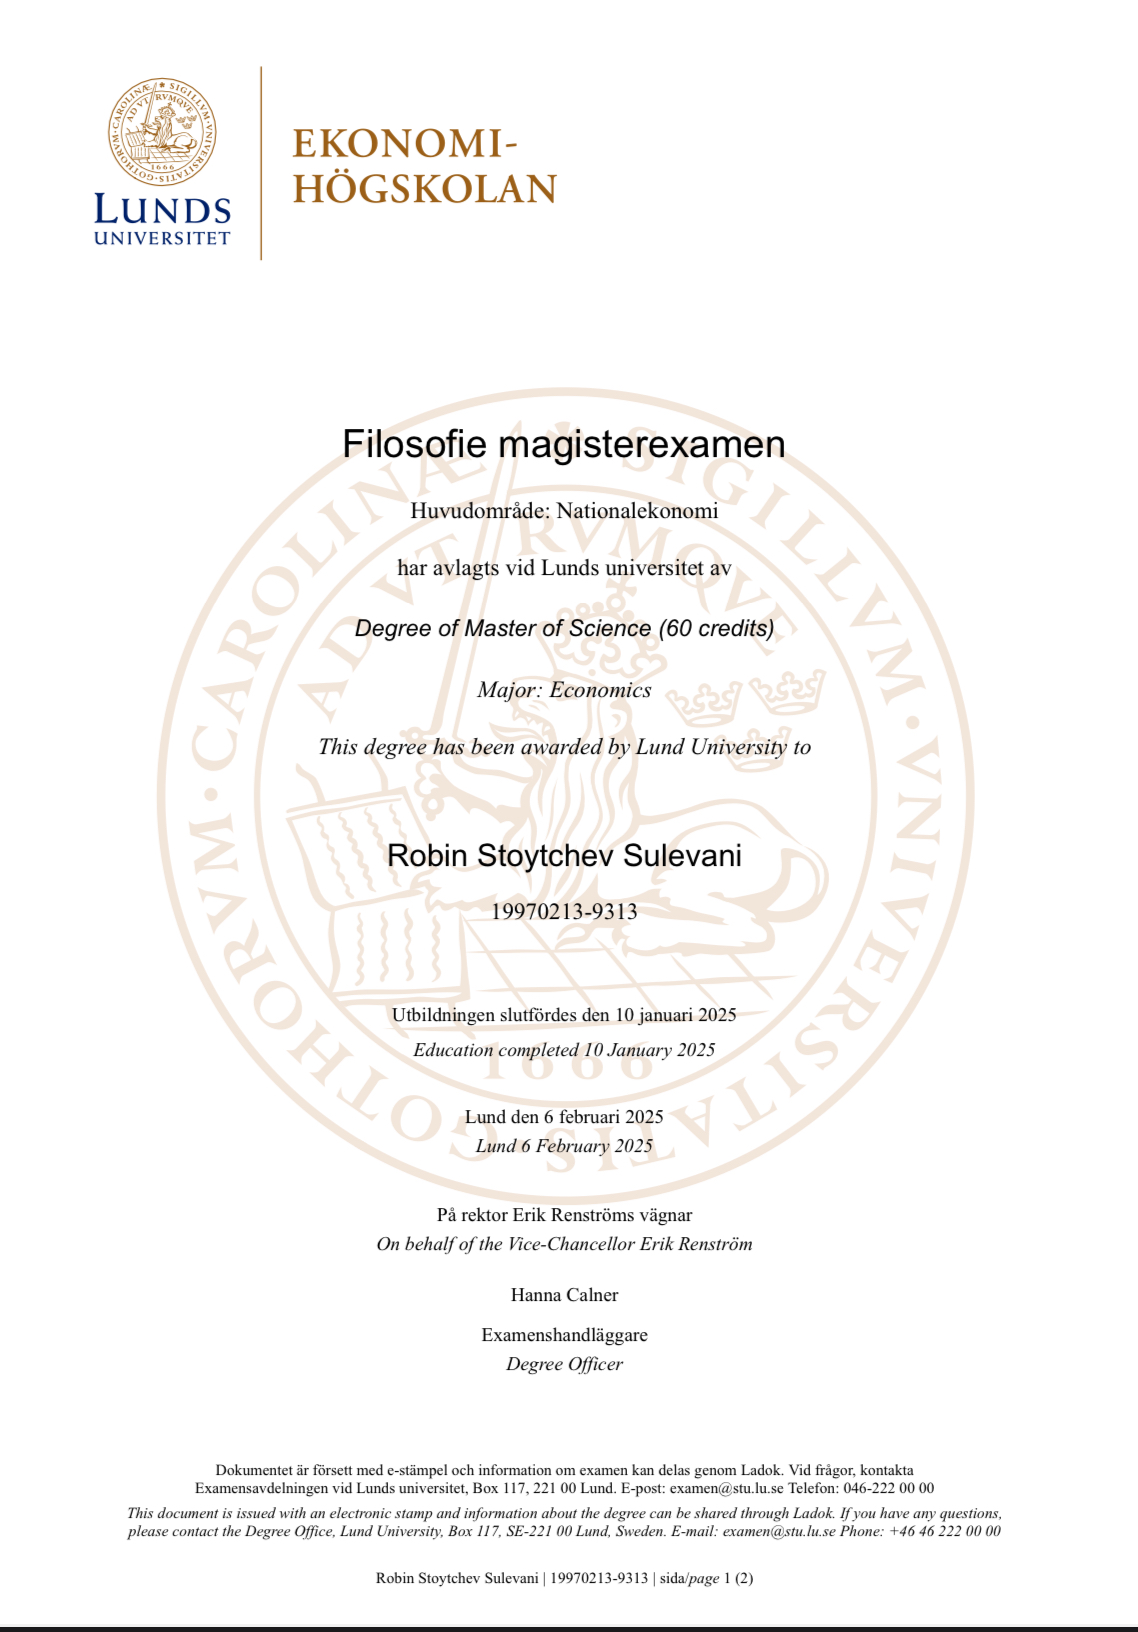 CAROLINÆ SIGILLVM VNIVERSITATIS GOTHORVM
AD VTRVMQVE
1666
LUNDS
UNIVERSITET
EKONOMI-
HÖGSKOLAN
Filosofie magisterexamen
Huvudområde: Nationalekonomi
har avlagts vid Lunds universitet av
Degree of Master of Science (60 credits)
Major: Economics
This degree has been awarded by Lund University to
Robin Stoytchev Sulevani
19970213-9313
Utbildningen slutfördes den 10 januari 2025
Education completed 10 January 2025
1666
Lund den 6 februari 2025
Lund 6 February 2025
SIGILLVM · VNIVERSITATIS · GOTHORVM · CAROLINÆ
AD VTRVMQVE
På rektor Erik Renströms vägnar
On behalf of the Vice-Chancellor Erik Renström
Hanna Calner
Examenshandläggare
Degree Officer
Dokumentet är försett med e-stämpel och information om examen kan delas genom Ladok. Vid frågor, kontakta
Examensavdelningen vid Lunds universitet, Box 117, 221 00 Lund. E-post: examen@stu.lu.se Telefon: 046-222 00 00
This document is issued with an electronic stamp and information about the degree can be shared through Ladok. If you have any questions,
please contact the Degree Office, Lund University, Box 117, SE-221 00 Lund, Sweden. E-mail: examen@stu.lu.se Phone: +46 46 222 00 00
Robin Stoytchev Sulevani | 19970213-9313 | sida/page 1 (2)